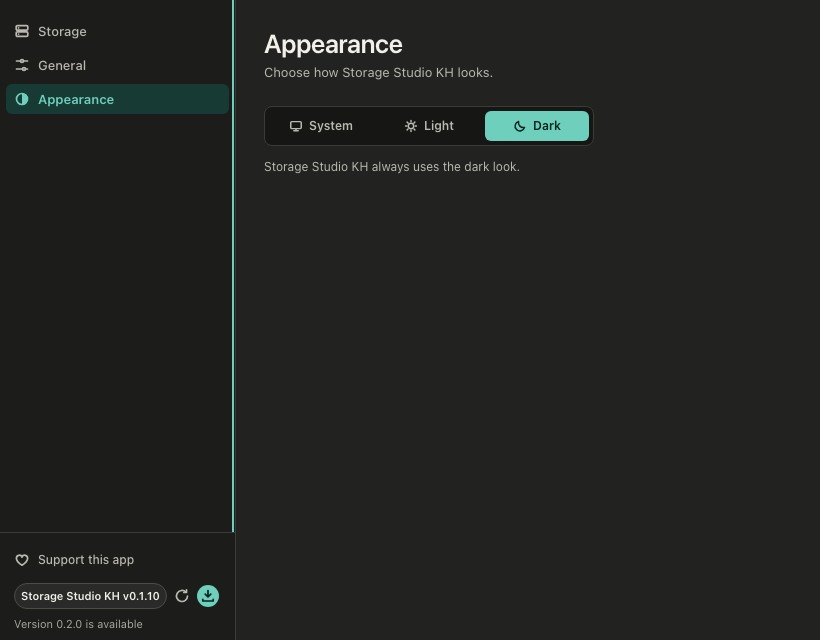 Storage
General
Appearance
Support this app
Storage Studio KH v0.1.10
Version 0.2.0 is available
Appearance
Choose how Storage Studio KH looks.
System Light Dark
Storage Studio KH always uses the dark look.